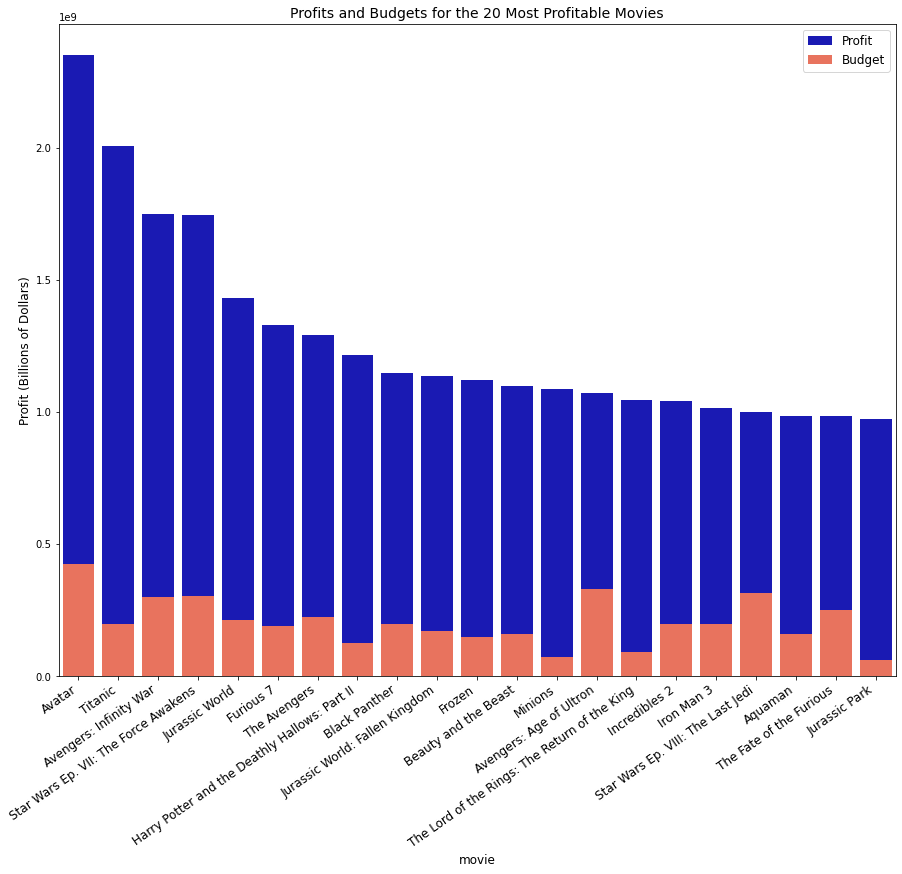 Profits and Budgets for the 20 Most Profitable Movies
1e9
Profit
Budget
2.0
1.5
1.0
0.5
0.0
Profit (Billions of Dollars)
Avatar
Titanic
Avengers: Infinity War
Star Wars Ep. VII: The Force Awakens
Jurassic World
Furious 7
The Avengers
Harry Potter and the Deathly Hallows: Part II
Black Panther
Jurassic World: Fallen Kingdom
Frozen
Beauty and the Beast
Minions
Avengers: Age of Ultron
The Lord of the Rings: The Return of the King
Incredibles 2
Iron Man 3
Star Wars Ep. VIII: The Last Jedi
Aquaman
The Fate of the Furious
Jurassic Park
movie